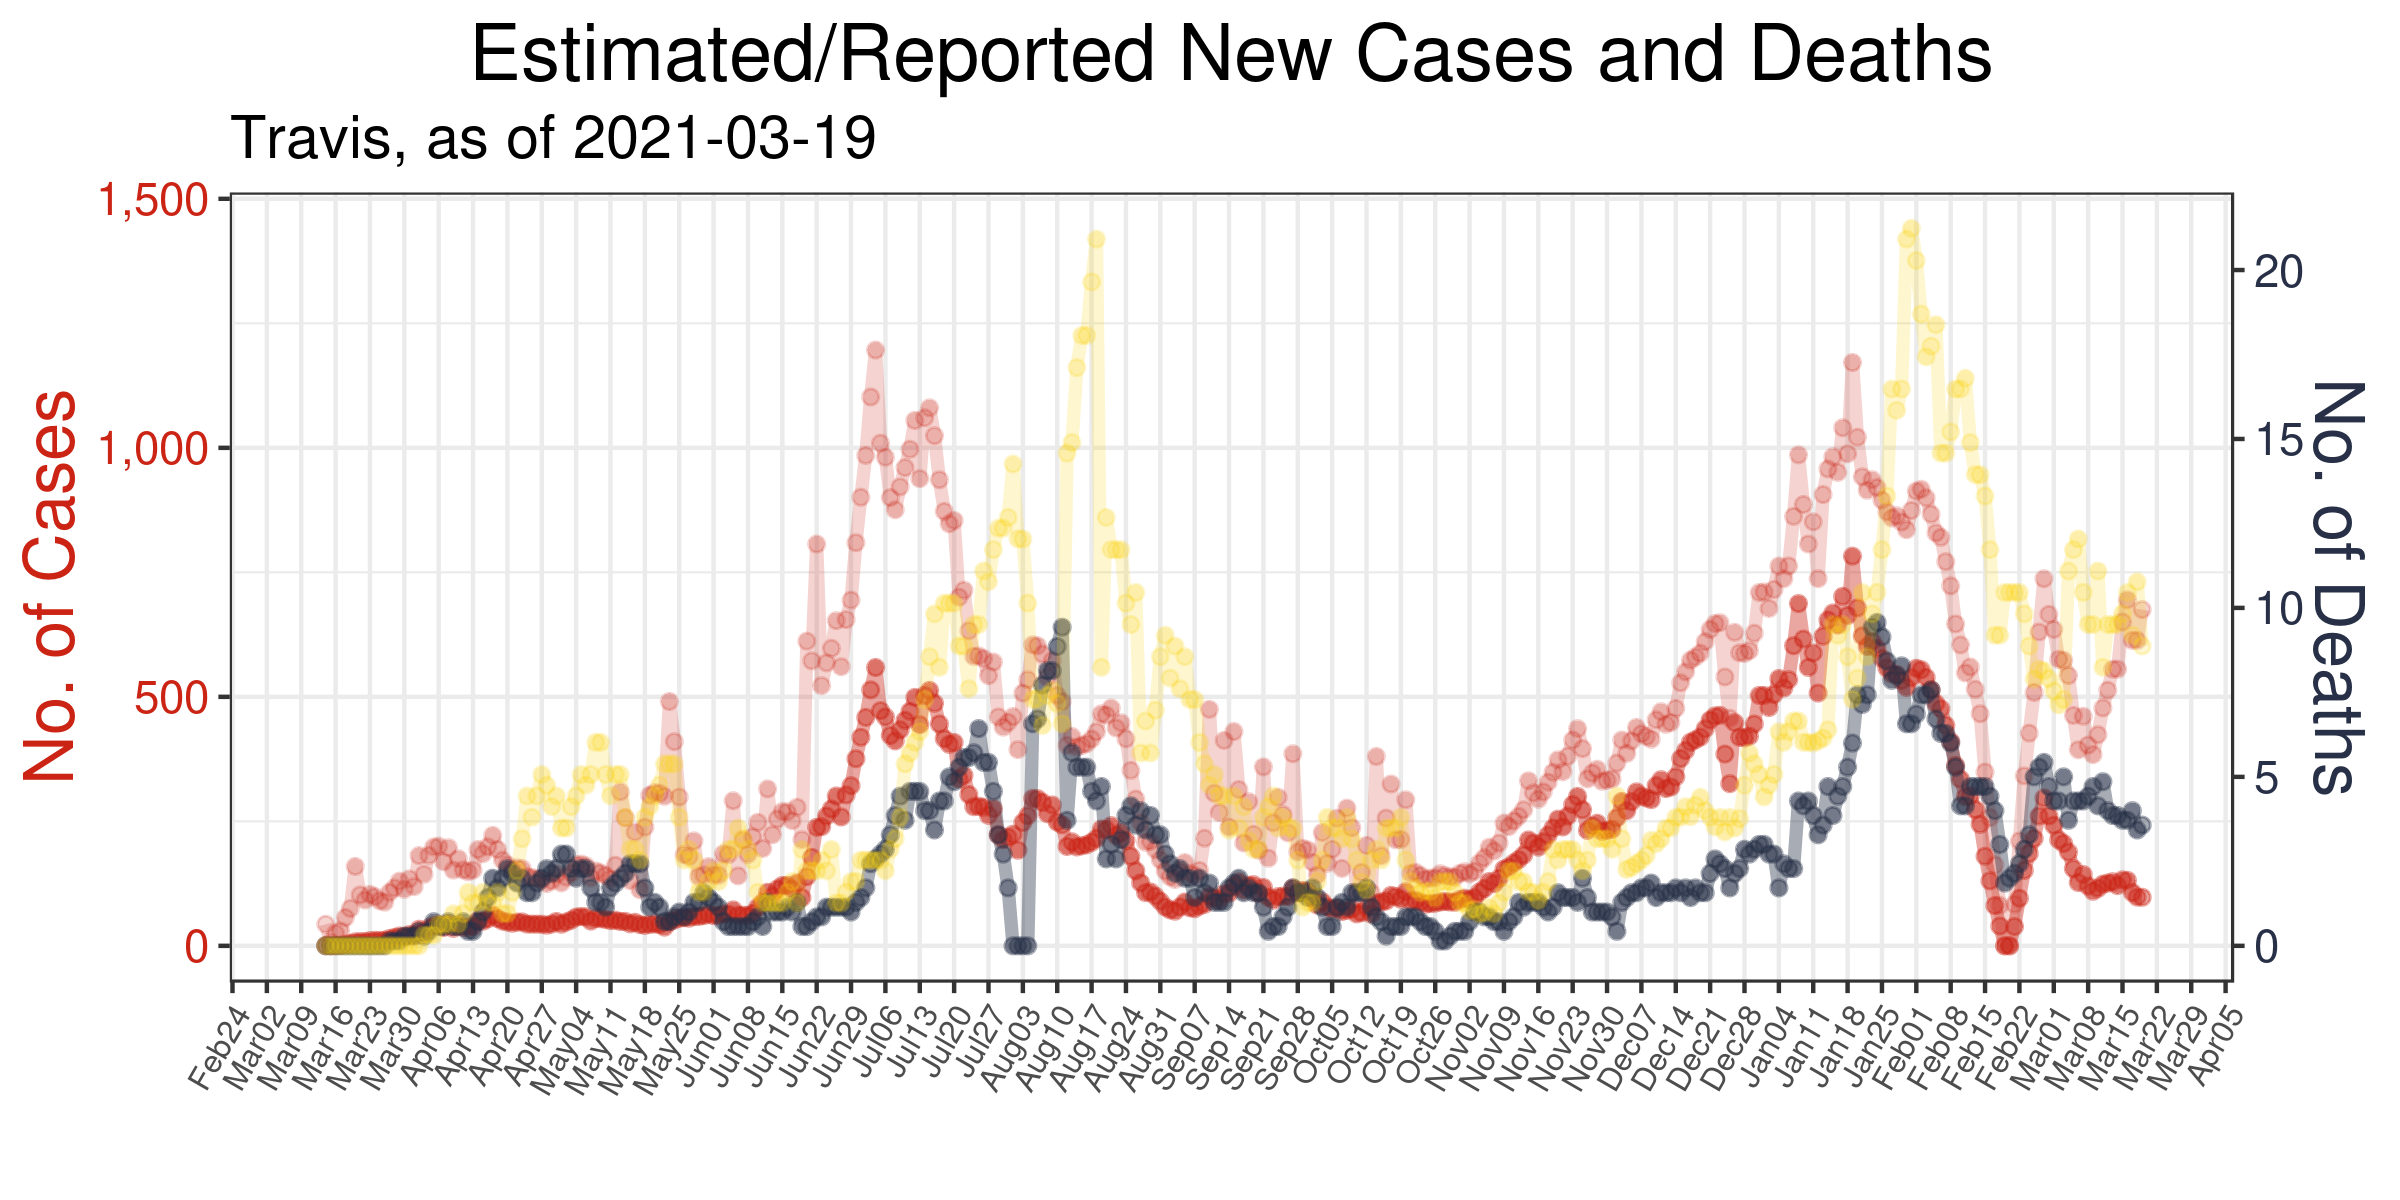 Estimated/Reported New Cases and Deaths
Travis, as of 2021-03-19
No. of Cases
1,500
1,000
500
0
20
15
10
5
0
No. of Deaths
Feb24
Mar02
Mar09
Mar16
Mar23
Mar30
Apr06
Apr13
Apr20
Apr27
May04
May11
May18
May25
Jun01
Jun08
Jun15
Jun22
Jun29
Jul06
Jul13
Jul20
Jul27
Aug03
Aug10
Aug17
Aug24
Aug31
Sep07
Sep14
Sep21
Sep28
Oct05
Oct12
Oct19
Oct26
Nov02
Nov09
Nov16
Nov23
Nov30
Dec07
Dec14
Dec21
Dec28
Dec04
Jan11
Jan18
Jan25
Feb01
Feb08
Feb15
Feb22
Mar01
Mar08
Mar15
Mar22
Mar29
Apr05